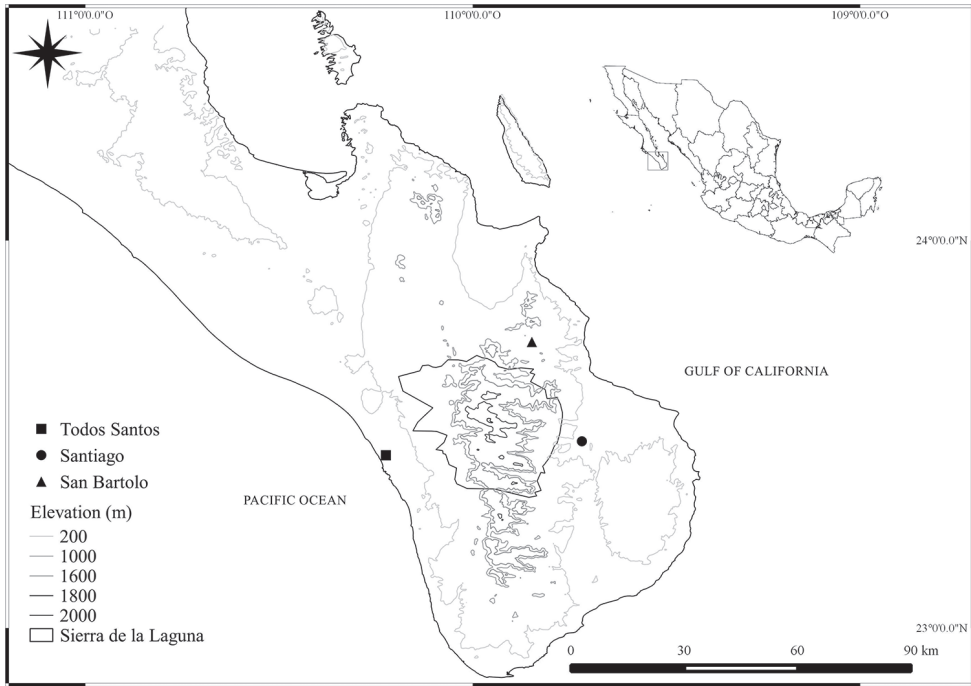 111°0'0.0"O 110°0'0.0"O 109°0'0.0"O
24°0'0.0"N
GULF OF CALIFORNIA
Todos Santos
Santiago
San Bartolo
PACIFIC OCEAN
Elevation (m)
200
1000
1600
1800
2000
Sierra de la Laguna
23°0'0.0"N
0 30 60 90 km